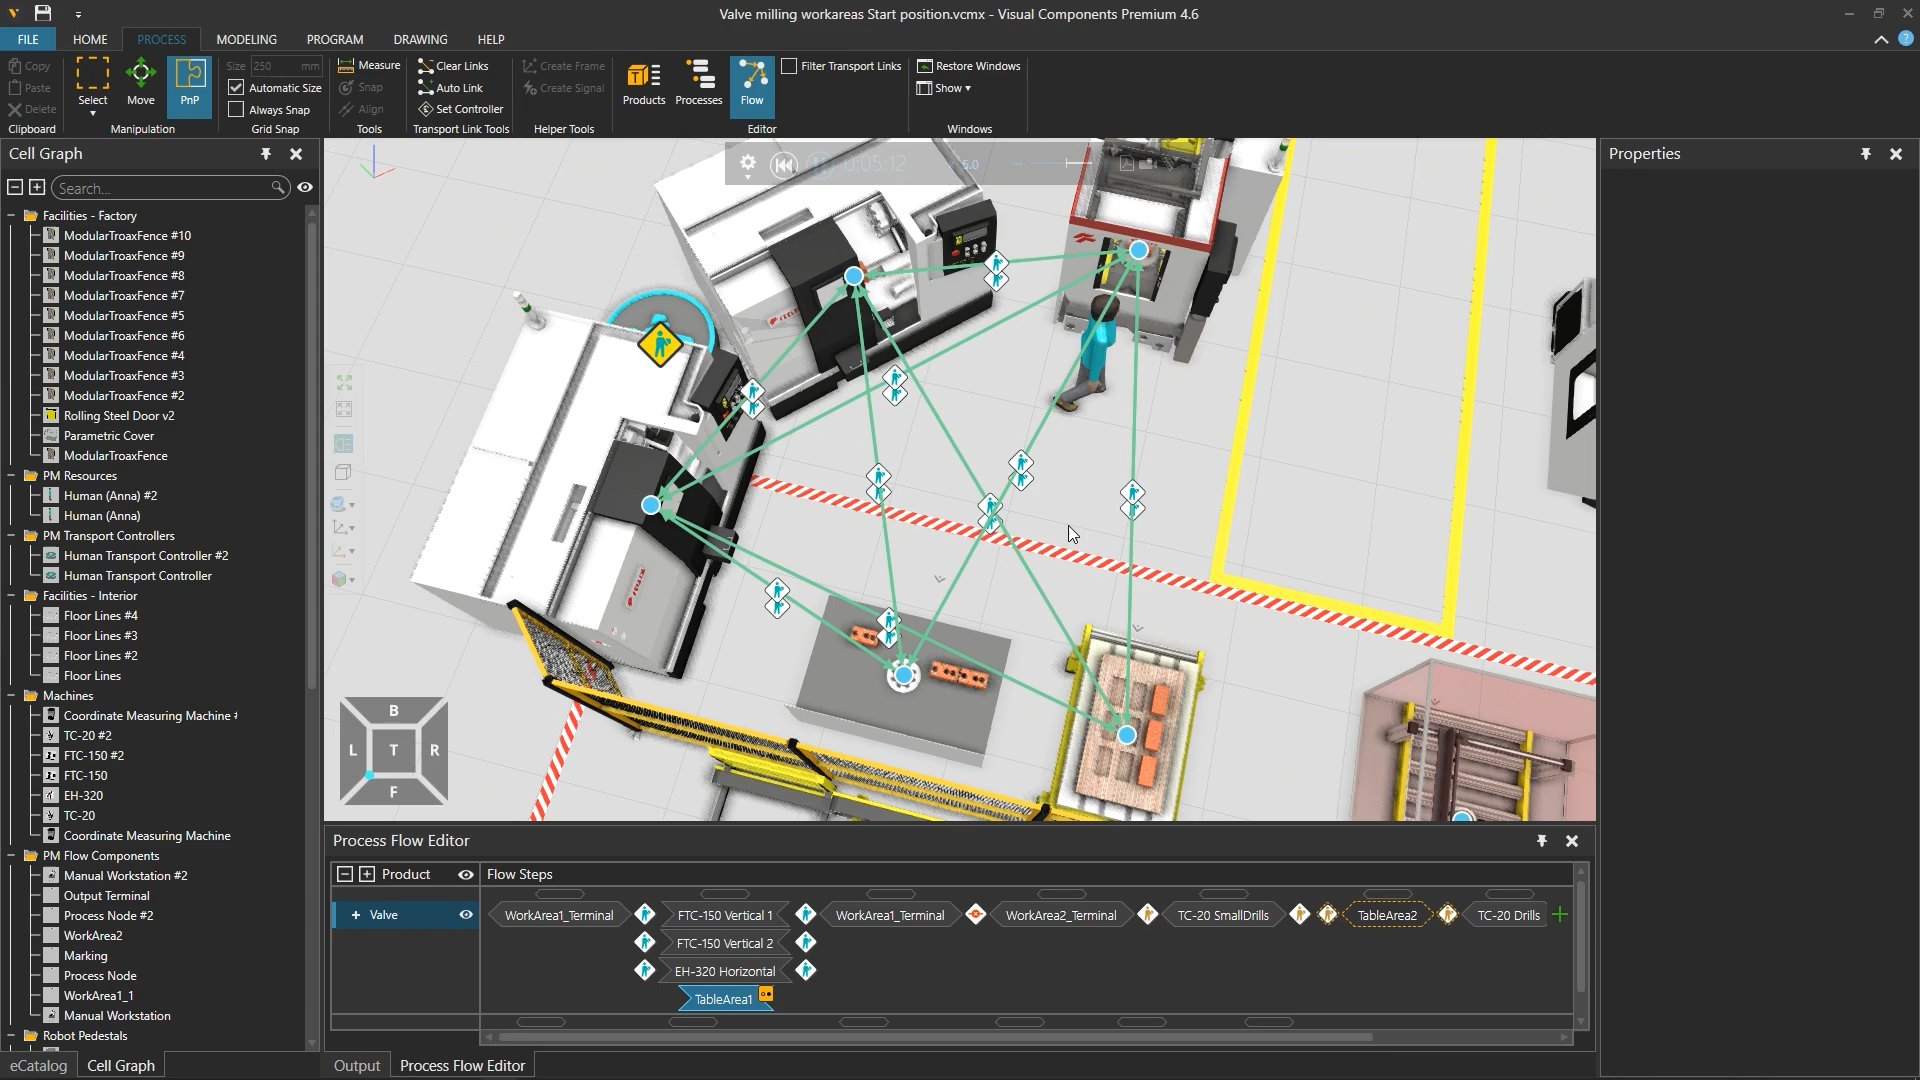 Valve milling workareas Start position.vcmx - Visual Components Premium 4.6
FILE HOME PROCESS MODELING PROGRAM DRAWING HELP
Copy
Paste
Delete
Clipboard
Select
Move
PnP
Manipulation
Size 250 mm
Automatic Size
Always Snap
Grid Snap
Measure
Snap
Align
Tools
Clear Links
Auto Link
Set Controller
Transport Link Tools
Create Frame
Create Signal
Helper Tools
Products
Processes
Flow
Filter Transport Links
Editor
Restore Windows
Show
Windows
Cell Graph
Search...
Facilities - Factory
ModularTroaxFence #10
ModularTroaxFence #9
ModularTroaxFence #8
ModularTroaxFence #7
ModularTroaxFence #5
ModularTroaxFence #6
ModularTroaxFence #4
ModularTroaxFence #3
ModularTroaxFence #2
Rolling Steel Door v2
Parametric Cover
ModularTroaxFence
PM Resources
Human (Anna) #2
Human (Anna)
PM Transport Controllers
Human Transport Controller #2
Human Transport Controller
Facilities - Interior
Floor Lines #4
Floor Lines #3
Floor Lines #2
Floor Lines
Machines
Coordinate Measuring Machine #
TC-20 #2
FTC-150 #2
FTC-150
EH-320
TC-20
Coordinate Measuring Machine
PM Flow Components
Manual Workstation #2
Output Terminal
Process Node #2
WorkArea2
Marking
Process Node
WorkArea1_1
Manual Workstation
Robot Pedestals
eCatalog Cell Graph
0:05:12 5.0
B
L T R
F
Properties
Process Flow Editor
Product Flow Steps
Valve WorkArea1_Terminal FTC-150 Vertical 1 WorkArea1_Terminal WorkArea2_Terminal TC-20 SmallDrills TableArea2 TC-20 Drills
FTC-150 Vertical 2
EH-320 Horizontal
TableArea1
Output Process Flow Editor